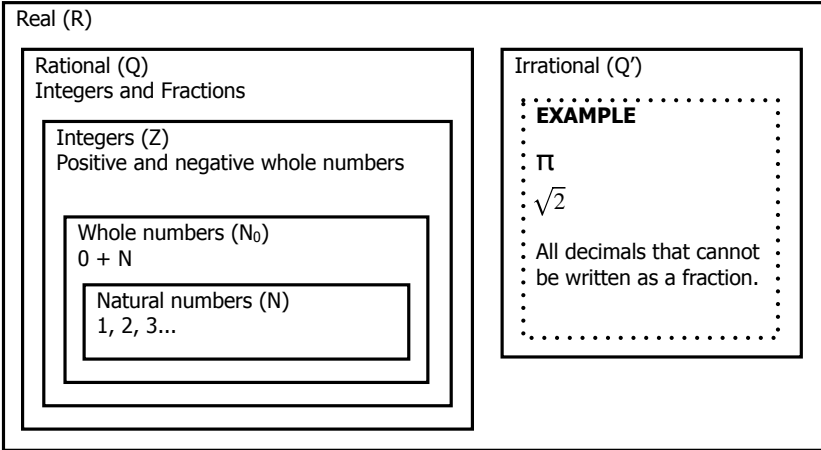 Real (R)
Rational (Q)
Integers and Fractions
Integers (Z)
Positive and negative whole numbers
Whole numbers (N₀)
0 + N
Natural numbers (N)
1, 2, 3...
Irrational (Q’)
EXAMPLE
π
√2
All decimals that cannot
be written as a fraction.